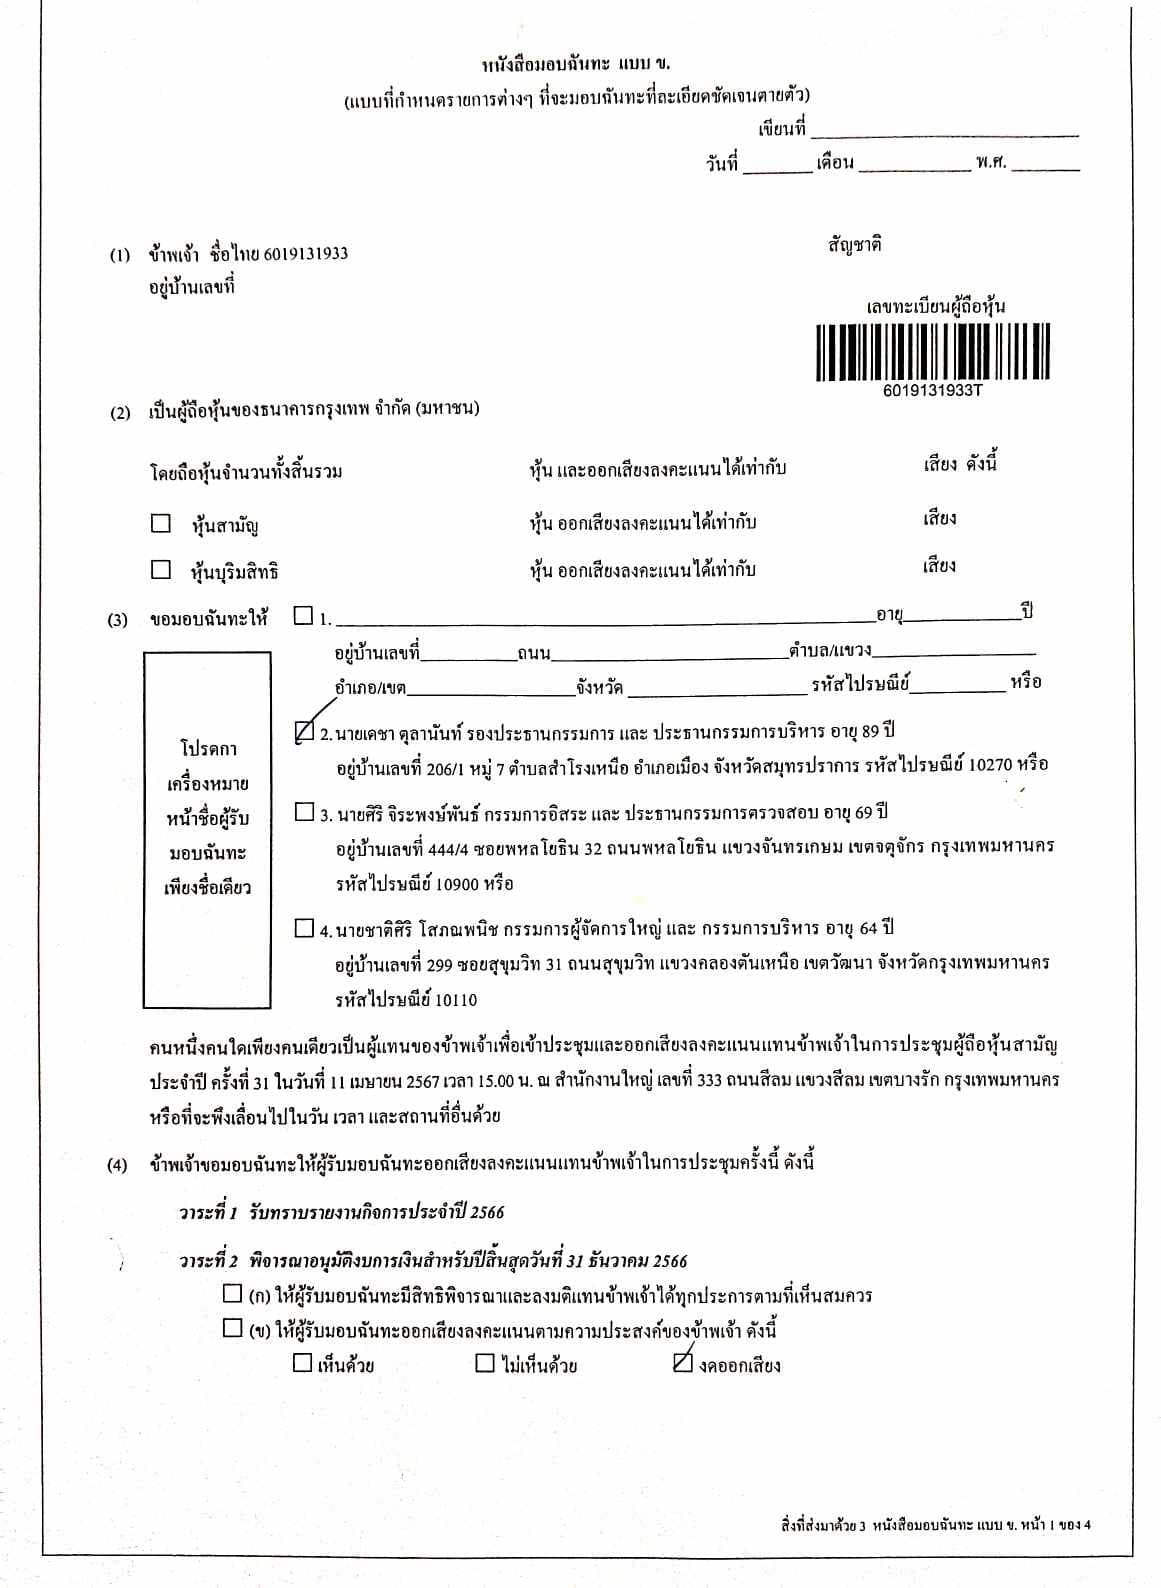 หนังสือมอบฉันทะ แบบ ข.
(แบบที่กำหนดรายการต่างๆ ที่จะมอบฉันทะที่ละเอียดชัดเจนตายตัว)
เขียนที่ ____________________
วันที่ ______ เดือน __________ พ.ศ. ______
(1) ข้าพเจ้า ชื่อไทย 6019131933 สัญชาติ
อยู่บ้านเลขที่
เลขทะเบียนผู้ถือหุ้น
6019131933T
(2) เป็นผู้ถือหุ้นของธนาคารกรุงเทพ จำกัด (มหาชน)
โดยถือหุ้นจำนวนทั้งสิ้นรวม หุ้น และออกเสียงลงคะแนนได้เท่ากับ เสียง ดังนี้
☐ หุ้นสามัญ หุ้น ออกเสียงลงคะแนนได้เท่ากับ เสียง
☐ หุ้นบุริมสิทธิ หุ้น ออกเสียงลงคะแนนได้เท่ากับ เสียง
(3) ขอมอบฉันทะให้ ☐ 1. ____________________ อายุ__________ปี
อยู่บ้านเลขที่________ถนน____________________ตำบล/แขวง______________
อำเภอ/เขต______________จังหวัด ______________ รหัสไปรษณีย์________ หรือ
โปรดกา
เครื่องหมาย
หน้าชื่อผู้รับ
มอบฉันทะ
เพียงชื่อเดียว
☑ 2. นายเดชา ตุลานันท์ รองประธานกรรมการ และ ประธานกรรมการบริหาร อายุ 89 ปี
อยู่บ้านเลขที่ 206/1 หมู่ 7 ตำบลสำโรงเหนือ อำเภอเมือง จังหวัดสมุทรปราการ รหัสไปรษณีย์ 10270 หรือ
☐ 3. นายศิริ จิระพงษ์พันธ์ กรรมการอิสระ และ ประธานกรรมการตรวจสอบ อายุ 69 ปี
อยู่บ้านเลขที่ 444/4 ซอยพหลโยธิน 32 ถนนพหลโยธิน แขวงจันทรเกษม เขตจตุจักร กรุงเทพมหานคร
รหัสไปรษณีย์ 10900 หรือ
☐ 4. นายชาติศิริ โสภณพนิช กรรมการผู้จัดการใหญ่ และ กรรมการบริหาร อายุ 64 ปี
อยู่บ้านเลขที่ 299 ซอยสุขุมวิท 31 ถนนสุขุมวิท แขวงคลองตันเหนือ เขตวัฒนา จังหวัดกรุงเทพมหานคร
รหัสไปรษณีย์ 10110
คนหนึ่งคนใดเพียงคนเดียวเป็นผู้แทนของข้าพเจ้าเพื่อเข้าประชุมและออกเสียงลงคะแนนแทนข้าพเจ้าในการประชุมผู้ถือหุ้นสามัญ
ประจำปี ครั้งที่ 31 ในวันที่ 11 เมษายน 2567 เวลา 15.00 น. ณ สำนักงานใหญ่ เลขที่ 333 ถนนสีลม แขวงสีลม เขตบางรัก กรุงเทพมหานคร
หรือที่จะพึงเลื่อนไปในวัน เวลา และสถานที่อื่นด้วย
(4) ข้าพเจ้าขอมอบฉันทะให้ผู้รับมอบฉันทะออกเสียงลงคะแนนแทนข้าพเจ้าในการประชุมครั้งนี้ ดังนี้
วาระที่ 1 รับทราบรายงานกิจการประจำปี 2566
วาระที่ 2 พิจารณาอนุมัติงบการเงินสำหรับปีสิ้นสุดวันที่ 31 ธันวาคม 2566
☐ (ก) ให้ผู้รับมอบฉันทะมีสิทธิพิจารณาและลงมติแทนข้าพเจ้าได้ทุกประการตามที่เห็นสมควร
☐ (ข) ให้ผู้รับมอบฉันทะออกเสียงลงคะแนนตามความประสงค์ของข้าพเจ้า ดังนี้
☐ เห็นด้วย ☐ ไม่เห็นด้วย ☑ งดออกเสียง
สิ่งที่ส่งมาด้วย 3 หนังสือมอบฉันทะ แบบ ข. หน้า 1 ของ 4